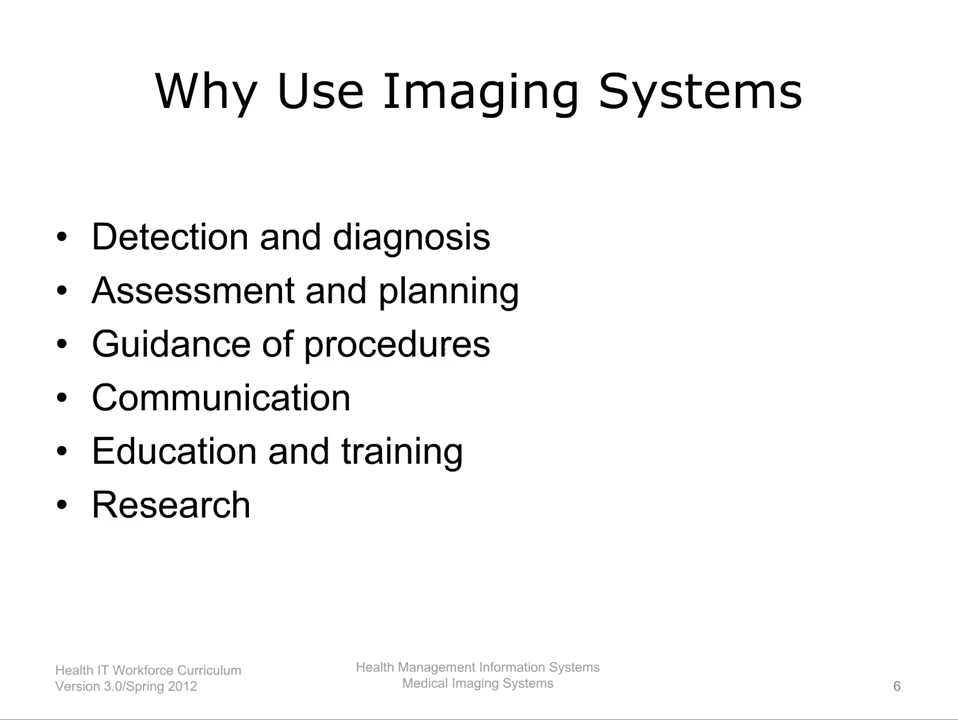 Why Use Imaging Systems
• Detection and diagnosis
• Assessment and planning
• Guidance of procedures
• Communication
• Education and training
• Research
Health IT Workforce Curriculum
Version 3.0/Spring 2012
Health Management Information Systems
Medical Imaging Systems
6